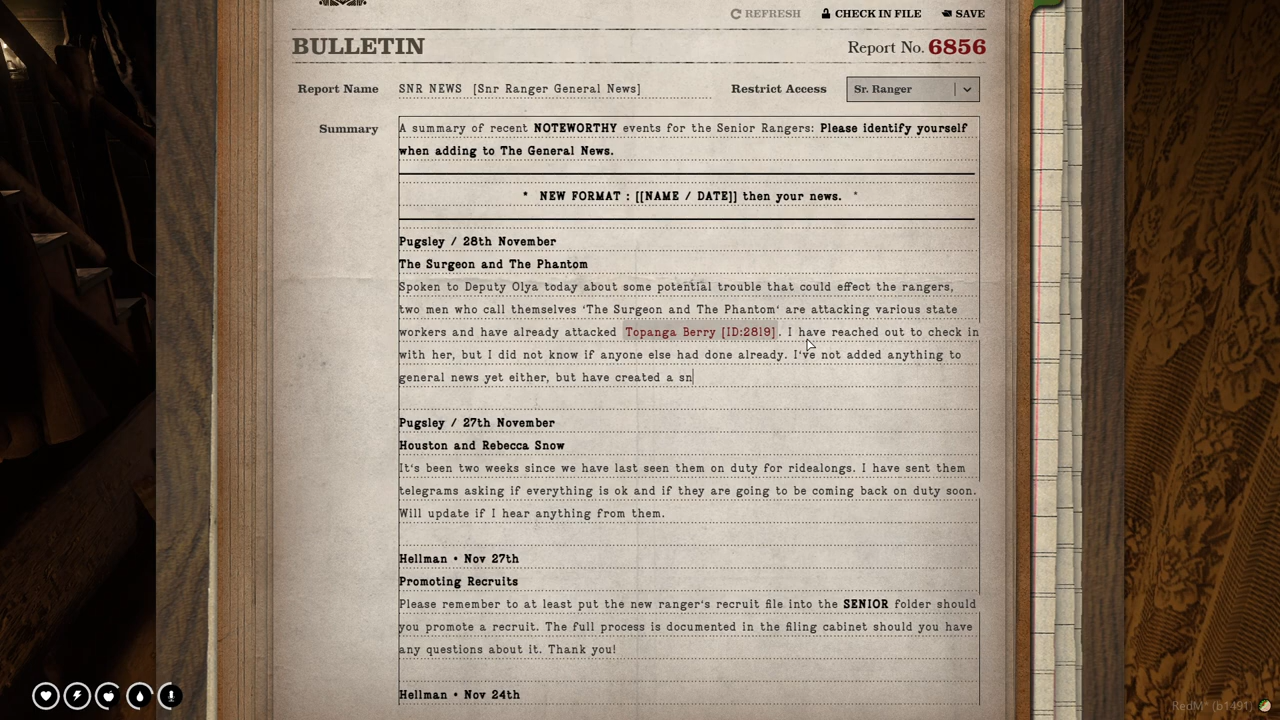 REFRESH CHECK IN FILE SAVE
BULLETIN Report No. 6856
Report Name SNR NEWS [Snr Ranger General News] Restrict Access Sr. Ranger
Summary A summary of recent NOTEWORTHY events for the Senior Rangers: Please identify yourself
when adding to The General News.
* NEW FORMAT : [[NAME / DATE]] then your news. *
Pugsley / 28th November
The Surgeon and The Phantom
Spoken to Deputy Olya today about some potential trouble that could effect the rangers,
two men who call themselves 'The Surgeon and The Phantom' are attacking various state
workers and have already attacked Topanga Berry [ID:2819]. I have reached out to check in
with her, but I did not know if anyone else had done already. I've not added anything to
general news yet either, but have created a sn
Pugsley / 27th November
Houston and Rebecca Snow
It's been two weeks since we have last seen them on duty for ridealongs. I have sent them
telegrams asking if everything is ok and if they are going to be coming back on duty soon.
Will update if I hear anything from them.
Hellman • Nov 27th
Promoting Recruits
Please remember to at least put the new ranger's recruit file into the SENIOR folder should
you promote a recruit. The full process is documented in the filing cabinet should you have
any questions about it. Thank you!
Hellman • Nov 24th
RedM* (b1491)